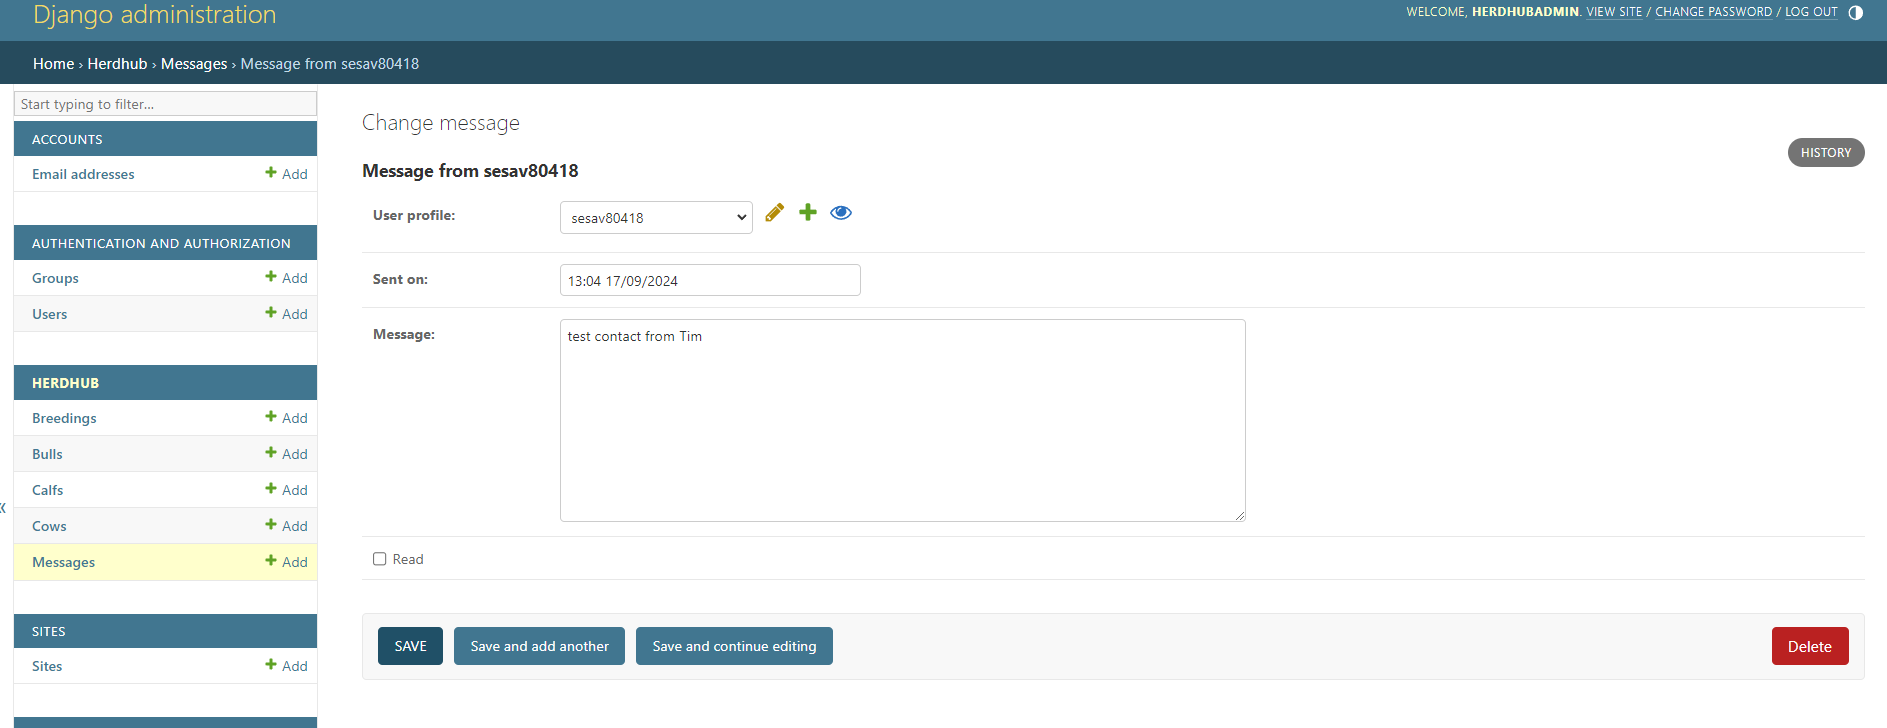 Django administration
WELCOME, HERDHUBADMIN. VIEW SITE / CHANGE PASSWORD / LOG OUT
Home › Herdhub › Messages › Message from sesav80418
Start typing to filter...
ACCOUNTS
Email addresses Add
AUTHENTICATION AND AUTHORIZATION
Groups Add
Users Add
HERDHUB
Breedings Add
Bulls Add
Calfs Add
Cows Add
Messages Add
SITES
Sites Add
«
Change message
HISTORY
Message from sesav80418
User profile: sesav80418
Sent on: 13:04 17/09/2024
Message: test contact from Tim
Read
SAVE Save and add another Save and continue editing Delete